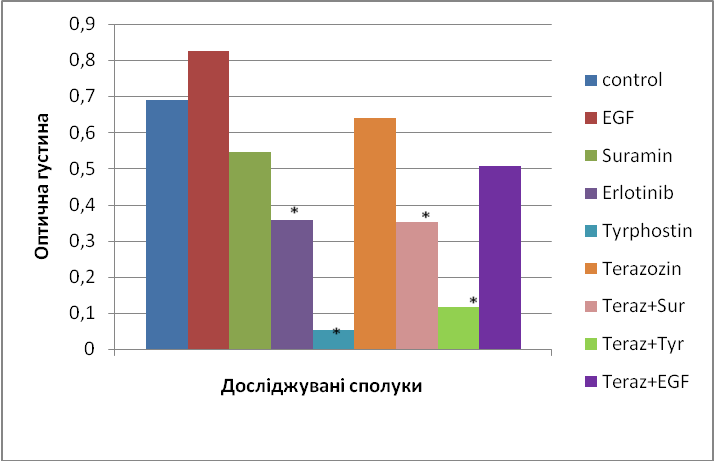 0,9
0,8
0,7
0,6
0,5
0,4
0,3
0,2
0,1
0
Оптична густина
*
*
*
*
Досліджувані сполуки
control
EGF
Suramin
Erlotinib
Tyrphostin
Terazozin
Teraz+Sur
Teraz+Tyr
Teraz+EGF